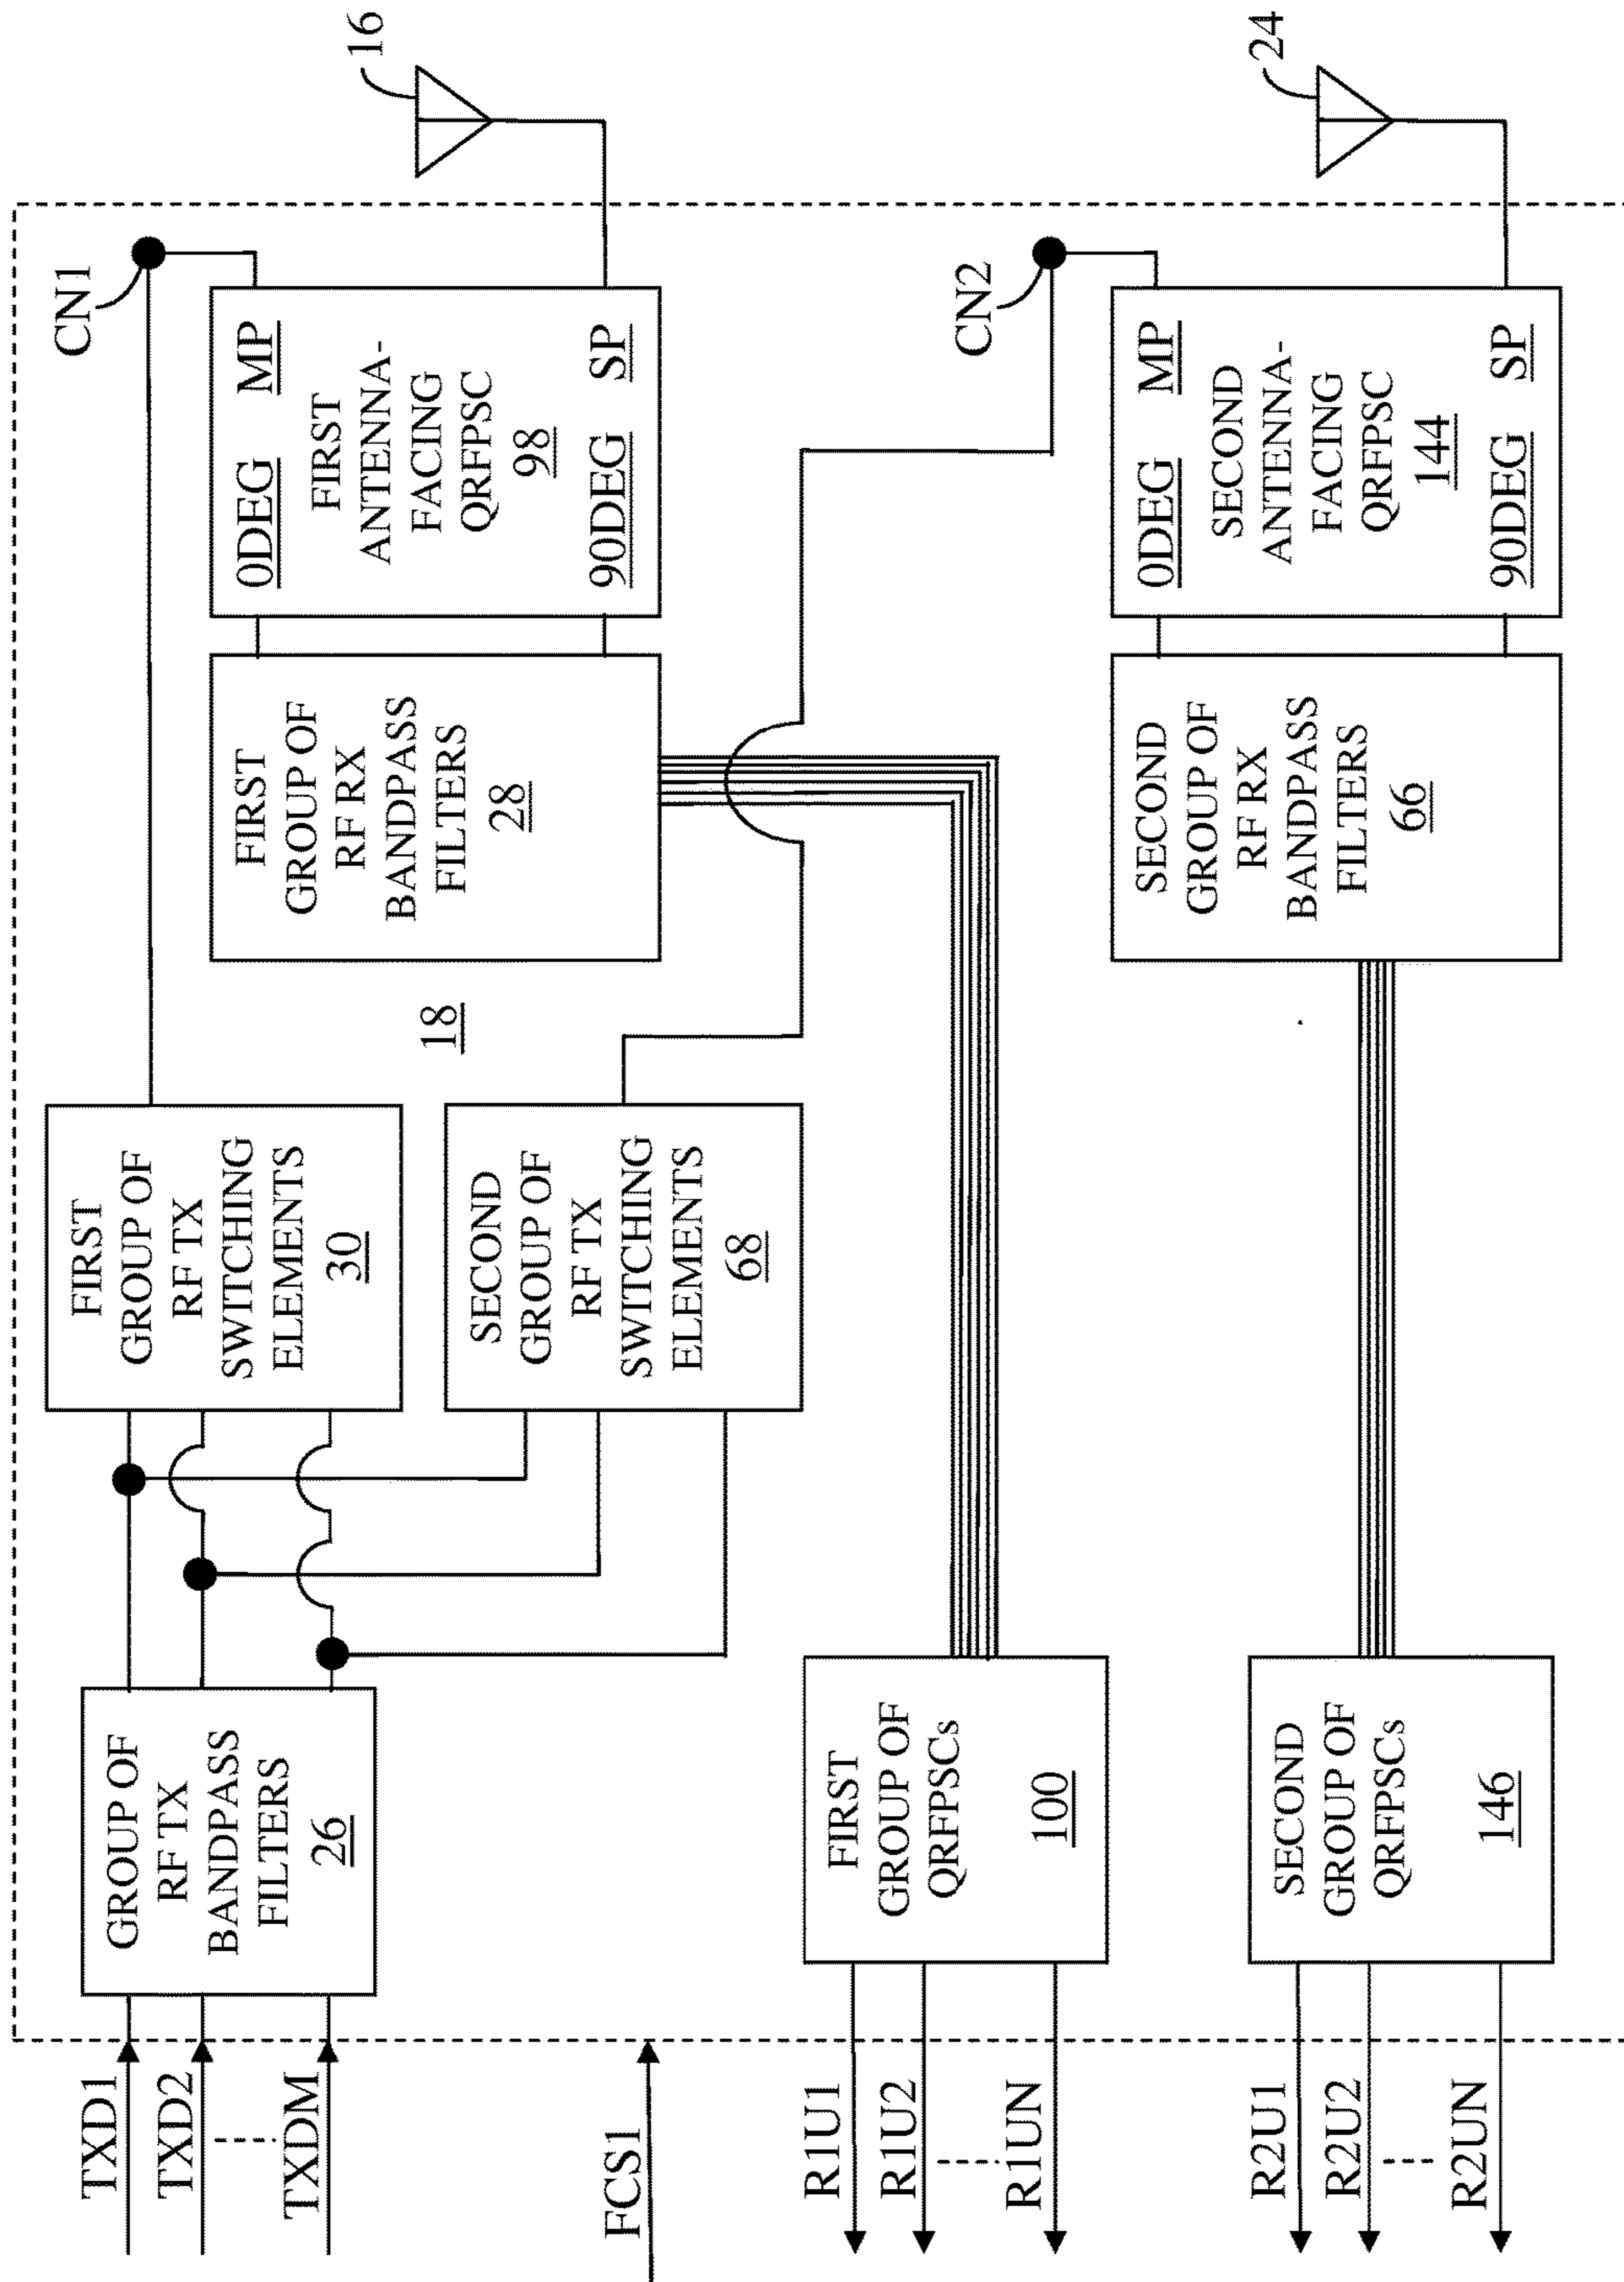 TXD1
TXD2
TXDM
FCS1
R1U1
R1U2
R1UN
R2U1
R2U2
R2UN
GROUP OF
RF TX
BANDPASS
FILTERS
26
FIRST
GROUP OF
RF TX
SWITCHING
ELEMENTS
30
SECOND
GROUP OF
RF TX
SWITCHING
ELEMENTS
68
18
FIRST
GROUP OF
RF RX
BANDPASS
FILTERS
28
CN1
0DEG MP
FIRST
ANTENNA-
FACING
QRFPSC
98
90DEG SP
16
FIRST
GROUP OF
QRFPSCs
100
CN2
SECOND
GROUP OF
QRFPSCs
146
SECOND
GROUP OF
RF RX
BANDPASS
FILTERS
66
0DEG MP
SECOND
ANTENNA-
FACING
QRFPSC
144
90DEG SP
24